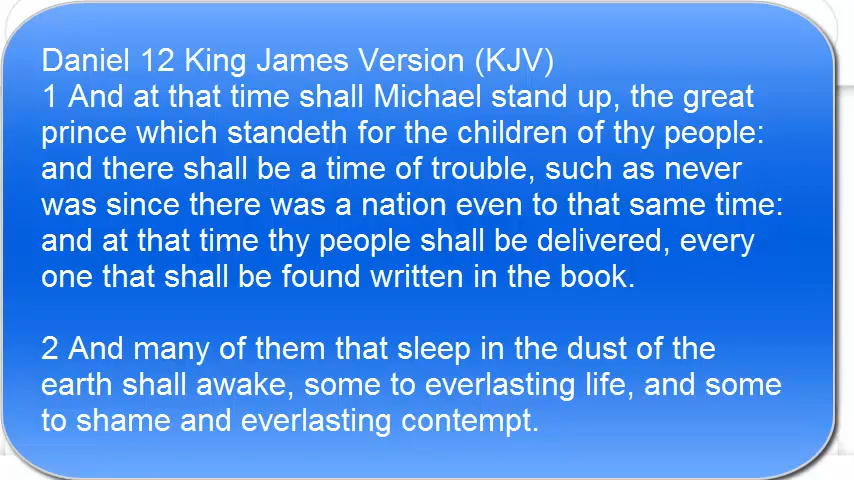 Daniel 12 King James Version (KJV)
1 And at that time shall Michael stand up, the great
prince which standeth for the children of thy people:
and there shall be a time of trouble, such as never
was since there was a nation even to that same time:
and at that time thy people shall be delivered, every
one that shall be found written in the book.
2 And many of them that sleep in the dust of the
earth shall awake, some to everlasting life, and some
to shame and everlasting contempt.